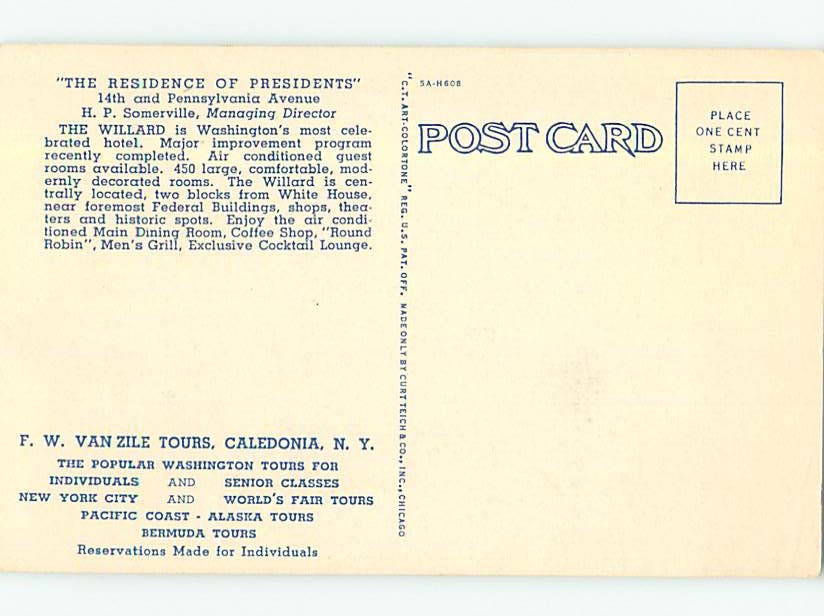 "THE RESIDENCE OF PRESIDENTS"
14th and Pennsylvania Avenue
H. P. Somerville, Managing Director
THE WILLARD is Washington's most cele-
brated hotel. Major improvement program
recently completed. Air conditioned guest
rooms available. 450 large, comfortable, mod-
ernly decorated rooms. The Willard is cen-
trally located, two blocks from White House,
near foremost Federal Buildings, shops, thea-
ters and historic spots. Enjoy the air condi-
tioned Main Dining Room, Coffee Shop, "Round
Robin", Men's Grill, Exclusive Cocktail Lounge.
F. W. VAN ZILE TOURS, CALEDONIA, N. Y.
THE POPULAR WASHINGTON TOURS FOR
INDIVIDUALS AND SENIOR CLASSES
NEW YORK CITY AND WORLD'S FAIR TOURS
PACIFIC COAST - ALASKA TOURS
BERMUDA TOURS
Reservations Made for Individuals
"C.T. ART-COLORTONE" REG. U.S. PAT. OFF. MADE ONLY BY CURT TEICH & CO., INC., CHICAGO
5A-H608
POST CARD
PLACE
ONE CENT
STAMP
HERE